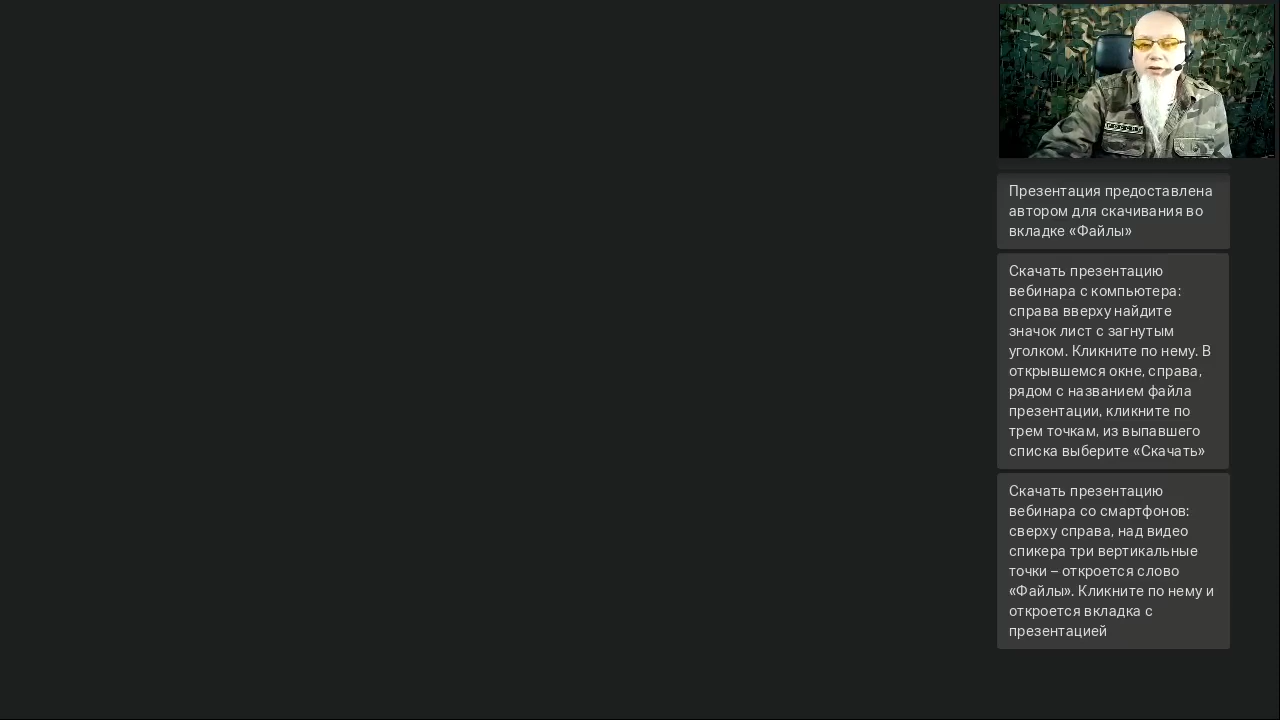 РОССИЯ
Презентация предоставлена
автором для скачивания во
вкладке «Файлы»
Скачать презентацию
вебинара с компьютера:
справа вверху найдите
значок лист с загнутым
уголком. Кликните по нему. В
открывшемся окне, справа,
рядом с названием файла
презентации, кликните по
трем точкам, из выпавшего
списка выберите «Скачать»
Скачать презентацию
вебинара со смартфонов:
сверху справа, над видео
спикера три вертикальные
точки – откроется слово
«Файлы». Кликните по нему и
откроется вкладка с
презентацией